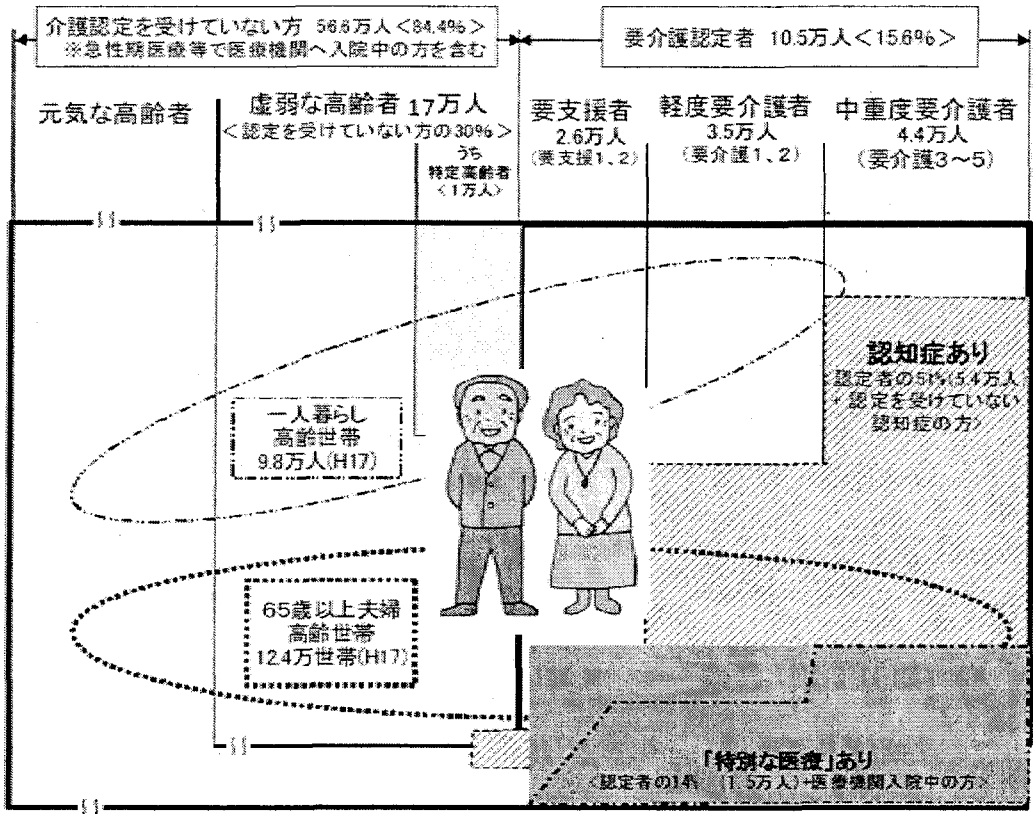 介護認定を受けていない方 56.6万人<84.4%>
※急性期医療等で医療機関へ入院中の方を含む
要介護認定者 10.5万人<15.6%>
元気な高齢者
虚弱な高齢者 17万人
<認定を受けていない方の30%>
うち
特定高齢者
<1万人>
要支援者
2.6万人
(要支援1、2)
軽度要介護者
3.5万人
(要介護1、2)
中重度要介護者
4.4万人
(要介護3~5)
認知症あり
<認定者の51%(5.4万人)
+認定を受けていない
認知症の方>
一人暮らし
高齢世帯
9.8万人(H17)
65歳以上夫婦
高齢世帯
12.4万世帯(H17)
「特別な医療」あり
<認定者の14% (1.5万人)+医療機関入院中の方>